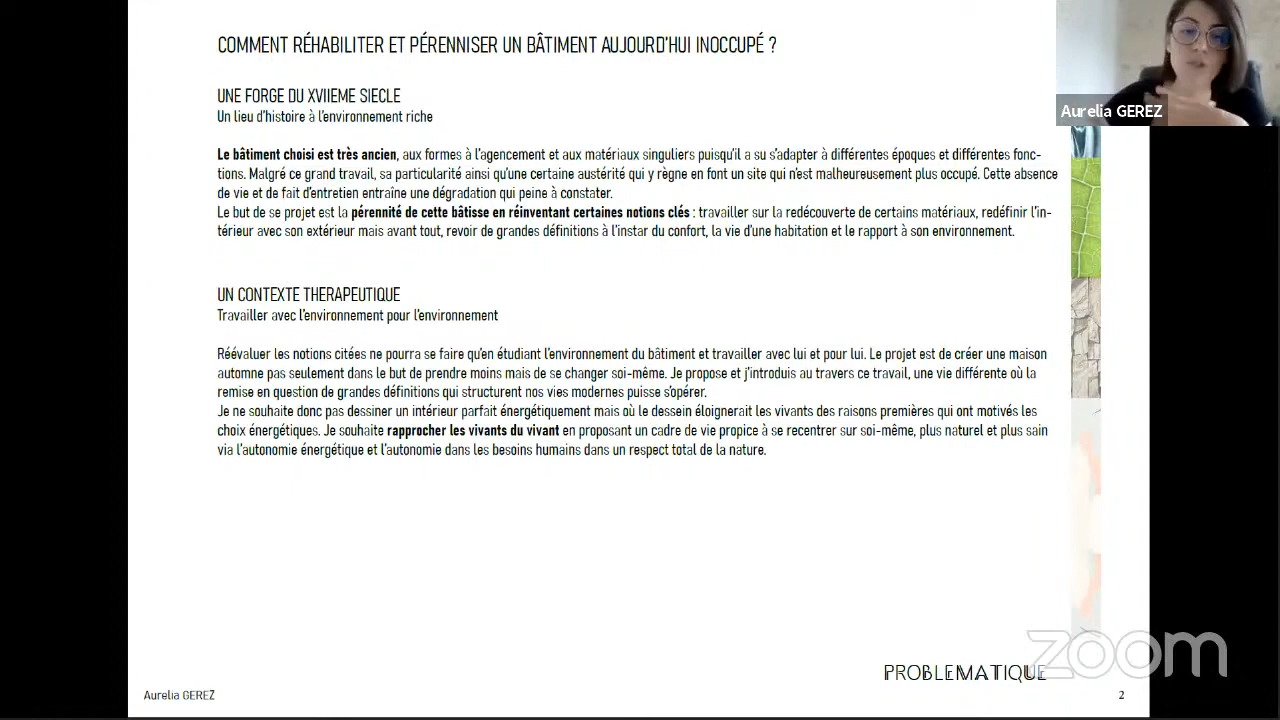 COMMENT RÉHABILITER ET PÉRENNISER UN BÂTIMENT AUJOURD'HUI INOCCUPÉ ?
Aurelia GEREZ
UNE FORGE DU XVIIEME SIECLE
Un lieu d'histoire à l'environnement riche
Le bâtiment choisi est très ancien, aux formes à l'agencement et aux matériaux singuliers puisqu'il a su s'adapter à différentes époques et différentes fonc-
tions. Malgré ce grand travail, sa particularité ainsi qu'une certaine austérité qui y règne en font un site qui n'est malheureusement plus occupé. Cette absence
de vie et de fait d'entretien entraîne une dégradation qui peine à constater.
Le but de se projet est la pérennité de cette bâtisse en réinventant certaines notions clés : travailler sur la redécouverte de certains matériaux, redéfinir l'in-
térieur avec son extérieur mais avant tout, revoir de grandes définitions à l'instar du confort, la vie d'une habitation et le rapport à son environnement.
UN CONTEXTE THERAPEUTIQUE
Travailler avec l'environnement pour l'environnement
Réévaluer les notions citées ne pourra se faire qu'en étudiant l'environnement du bâtiment et travailler avec lui et pour lui. Le projet est de créer une maison
automne pas seulement dans le but de prendre moins mais de se changer soi-même. Je propose et j'introduis au travers ce travail, une vie différente où la
remise en question de grandes définitions qui structurent nos vies modernes puisse s'opérer.
Je ne souhaite donc pas dessiner un intérieur parfait énergétiquement mais où le dessein éloignerait les vivants des raisons premières qui ont motivés les
choix énergétiques. Je souhaite rapprocher les vivants du vivant en proposant un cadre de vie propice à se recentrer sur soi-même, plus naturel et plus sain
via l'autonomie énergétique et l'autonomie dans les besoins humains dans un respect total de la nature.
zoom
PROBLEMATIQUE
Aurelia GEREZ
2